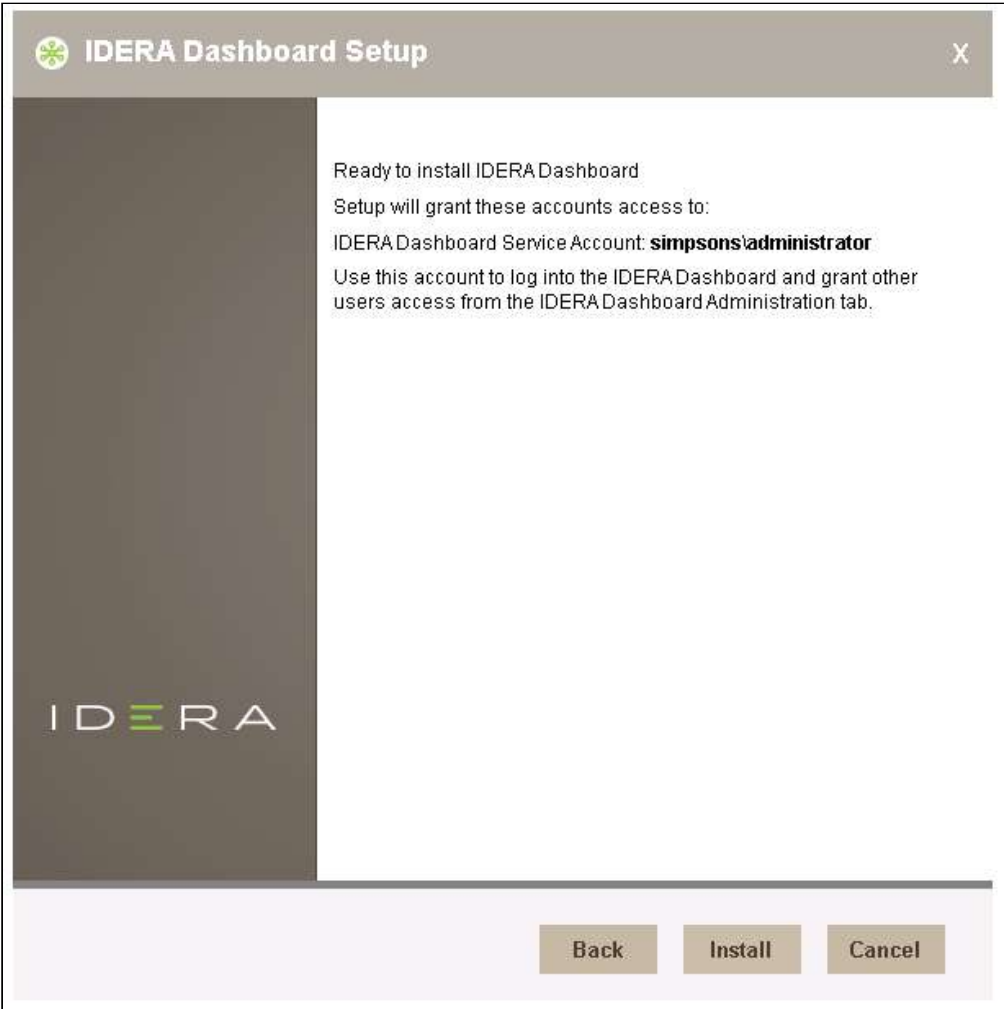 IDERA Dashboard Setup
X
Ready to install IDERA Dashboard
Setup will grant these accounts access to:
IDERA Dashboard Service Account: simpsons\administrator
Use this account to log into the IDERA Dashboard and grant other
users access from the IDERA Dashboard Administration tab.
IDERA
Back
Install
Cancel